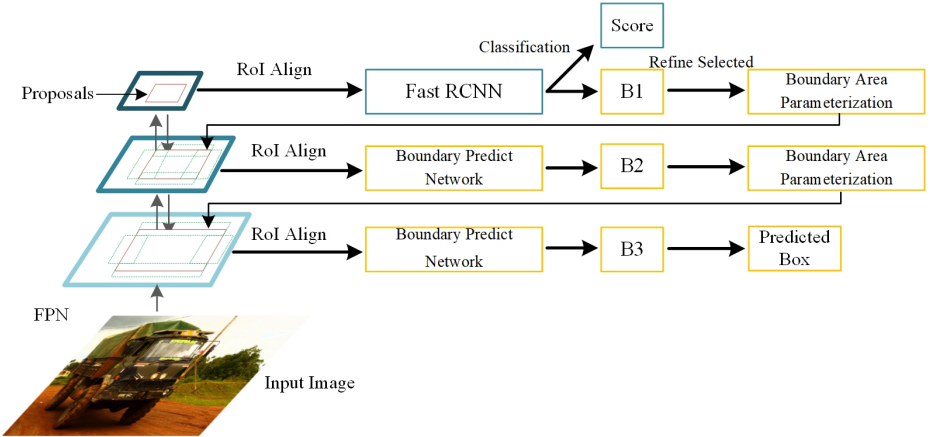 Score
Classification
Refine Selected
Proposals
RoI Align
Fast RCNN
B1
Boundary Area
Parameterization
RoI Align
Boundary Predict
Network
B2
Boundary Area
Parameterization
RoI Align
Boundary Predict
Network
B3
Predicted
Box
FPN
Input Image